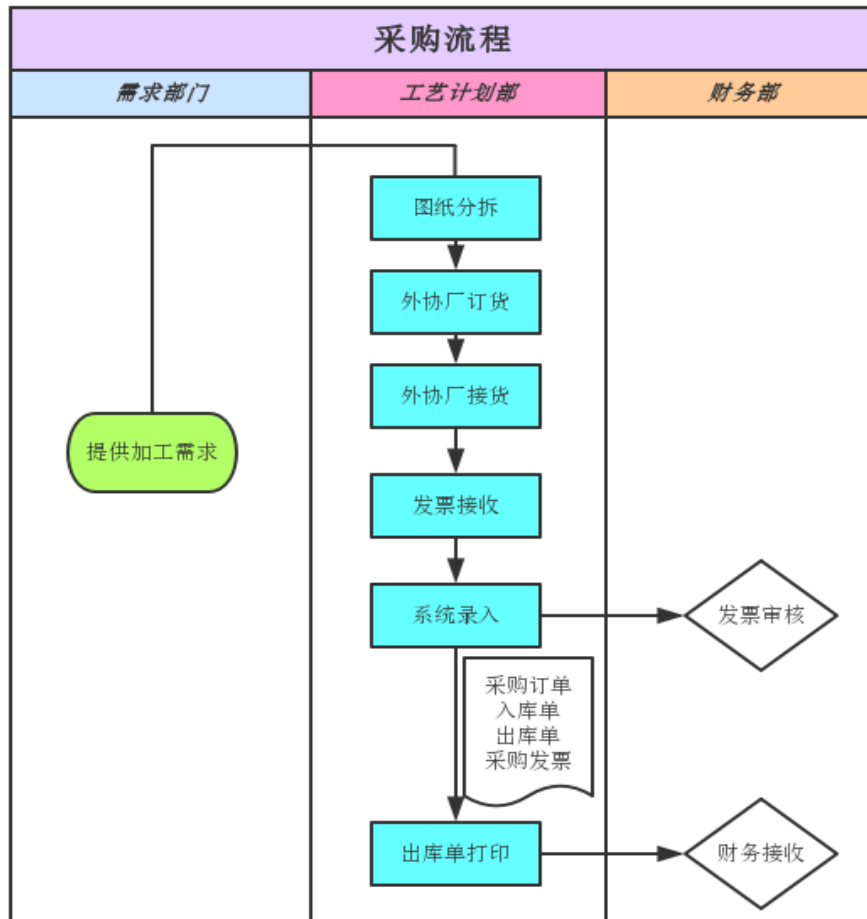 采购流程
需求部门
工艺计划部
财务部
图纸分拆
外协厂订货
外协厂接货
提供加工需求
发票接收
系统录入
发票审核
采购订单
入库单
出库单
采购发票
出库单打印
财务接收